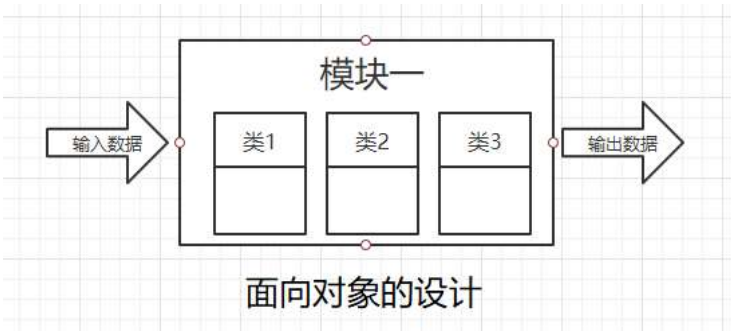 模块一
输入数据
类1
类2
类3
输出数据
面向对象的设计